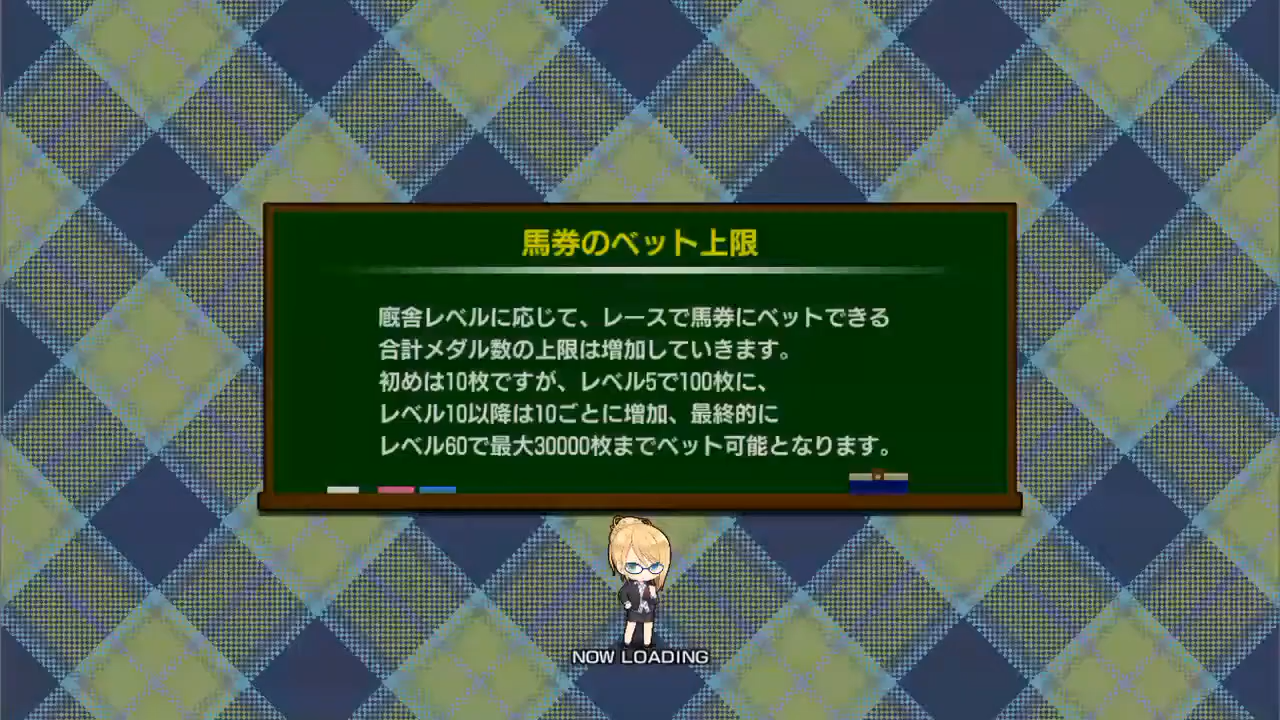 馬券のベット上限
厩舎レベルに応じて、レースで馬券にベットできる
合計メダル数の上限は増加していきます。
初めは10枚ですが、レベル5で100枚に、
レベル10以降は10ごとに増加、最終的に
レベル60で最大30000枚までベット可能となります。
NOW LOADING